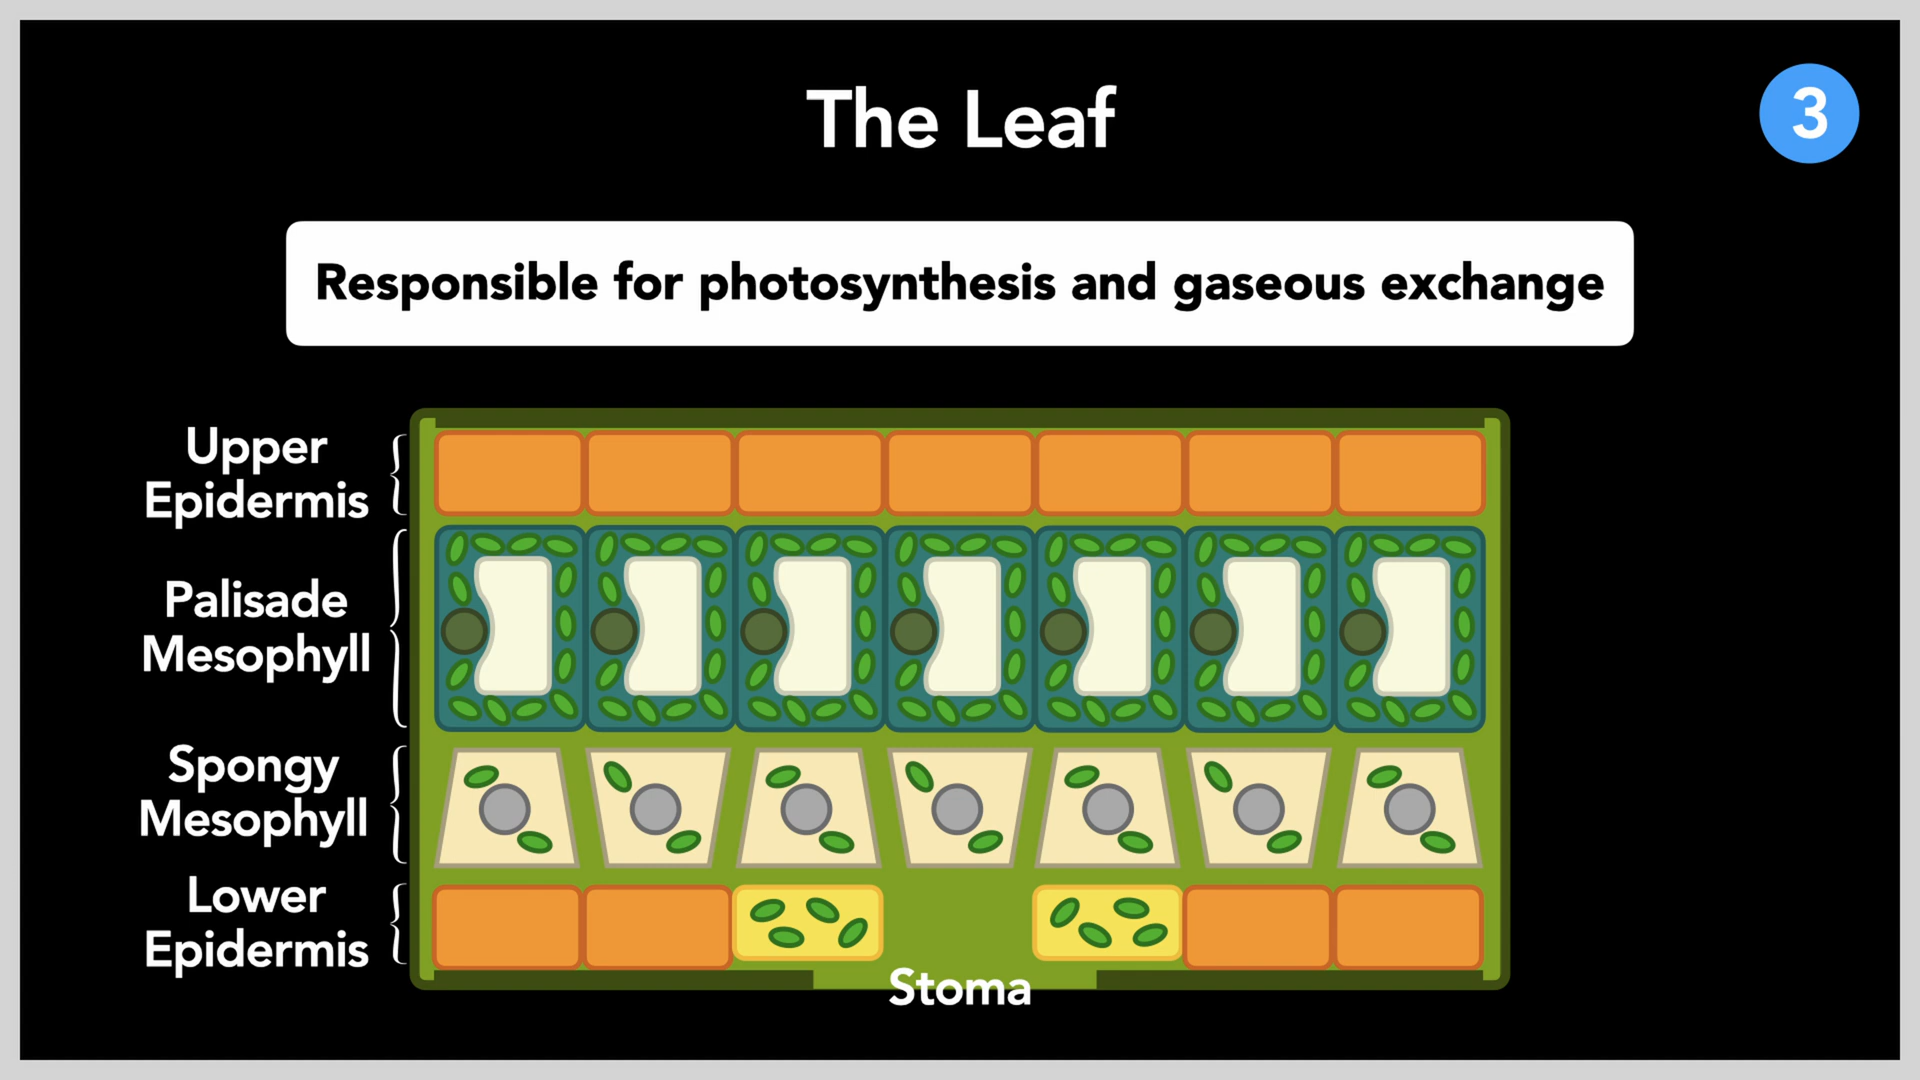 The Leaf
3
Responsible for photosynthesis and gaseous exchange
Upper
Epidermis
Palisade
Mesophyll
Spongy
Mesophyll
Lower
Epidermis
Stoma